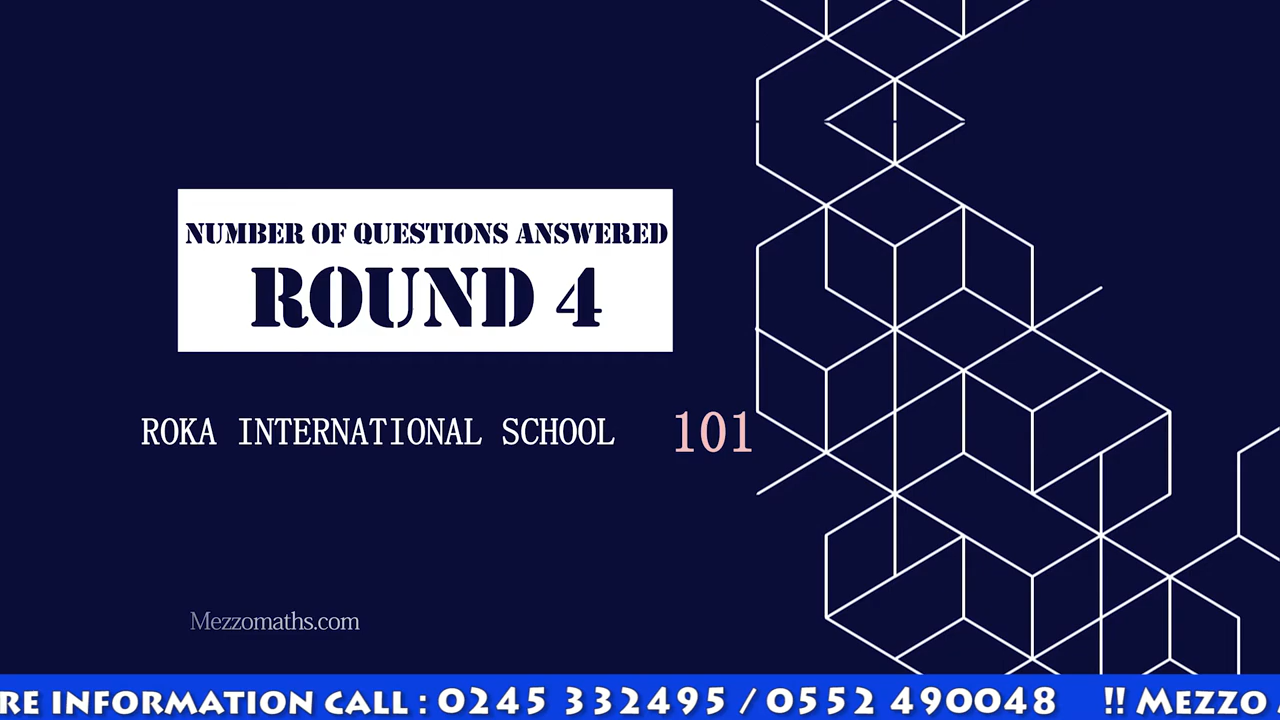 NUMBER OF QUESTIONS ANSWERED
ROUND 4
ROKA INTERNATIONAL SCHOOL 101
Mezzomaths.com
RE INFORMATION CALL : 0245 332495 / 0552 490048 !! MEZZO